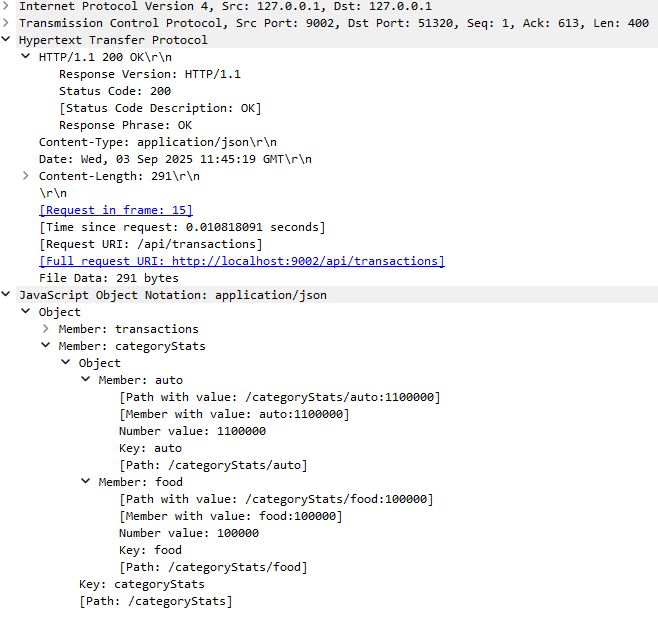 Internet Protocol Version 4, Src: 127.0.0.1, Dst: 127.0.0.1
Transmission Control Protocol, Src Port: 9002, Dst Port: 51320, Seq: 1, Ack: 613, Len: 400
Hypertext Transfer Protocol
HTTP/1.1 200 OK\r\n
Response Version: HTTP/1.1
Status Code: 200
[Status Code Description: OK]
Response Phrase: OK
Content-Type: application/json\r\n
Date: Wed, 03 Sep 2025 11:45:19 GMT\r\n
Content-Length: 291\r\n
\r\n
[Request in frame: 15]
[Time since request: 0.010818091 seconds]
[Request URI: /api/transactions]
[Full request URI: http://localhost:9002/api/transactions]
File Data: 291 bytes
JavaScript Object Notation: application/json
Object
Member: transactions
Member: categoryStats
Object
Member: auto
[Path with value: /categoryStats/auto:1100000]
[Member with value: auto:1100000]
Number value: 1100000
Key: auto
[Path: /categoryStats/auto]
Member: food
[Path with value: /categoryStats/food:100000]
[Member with value: food:100000]
Number value: 100000
Key: food
[Path: /categoryStats/food]
Key: categoryStats
[Path: /categoryStats]